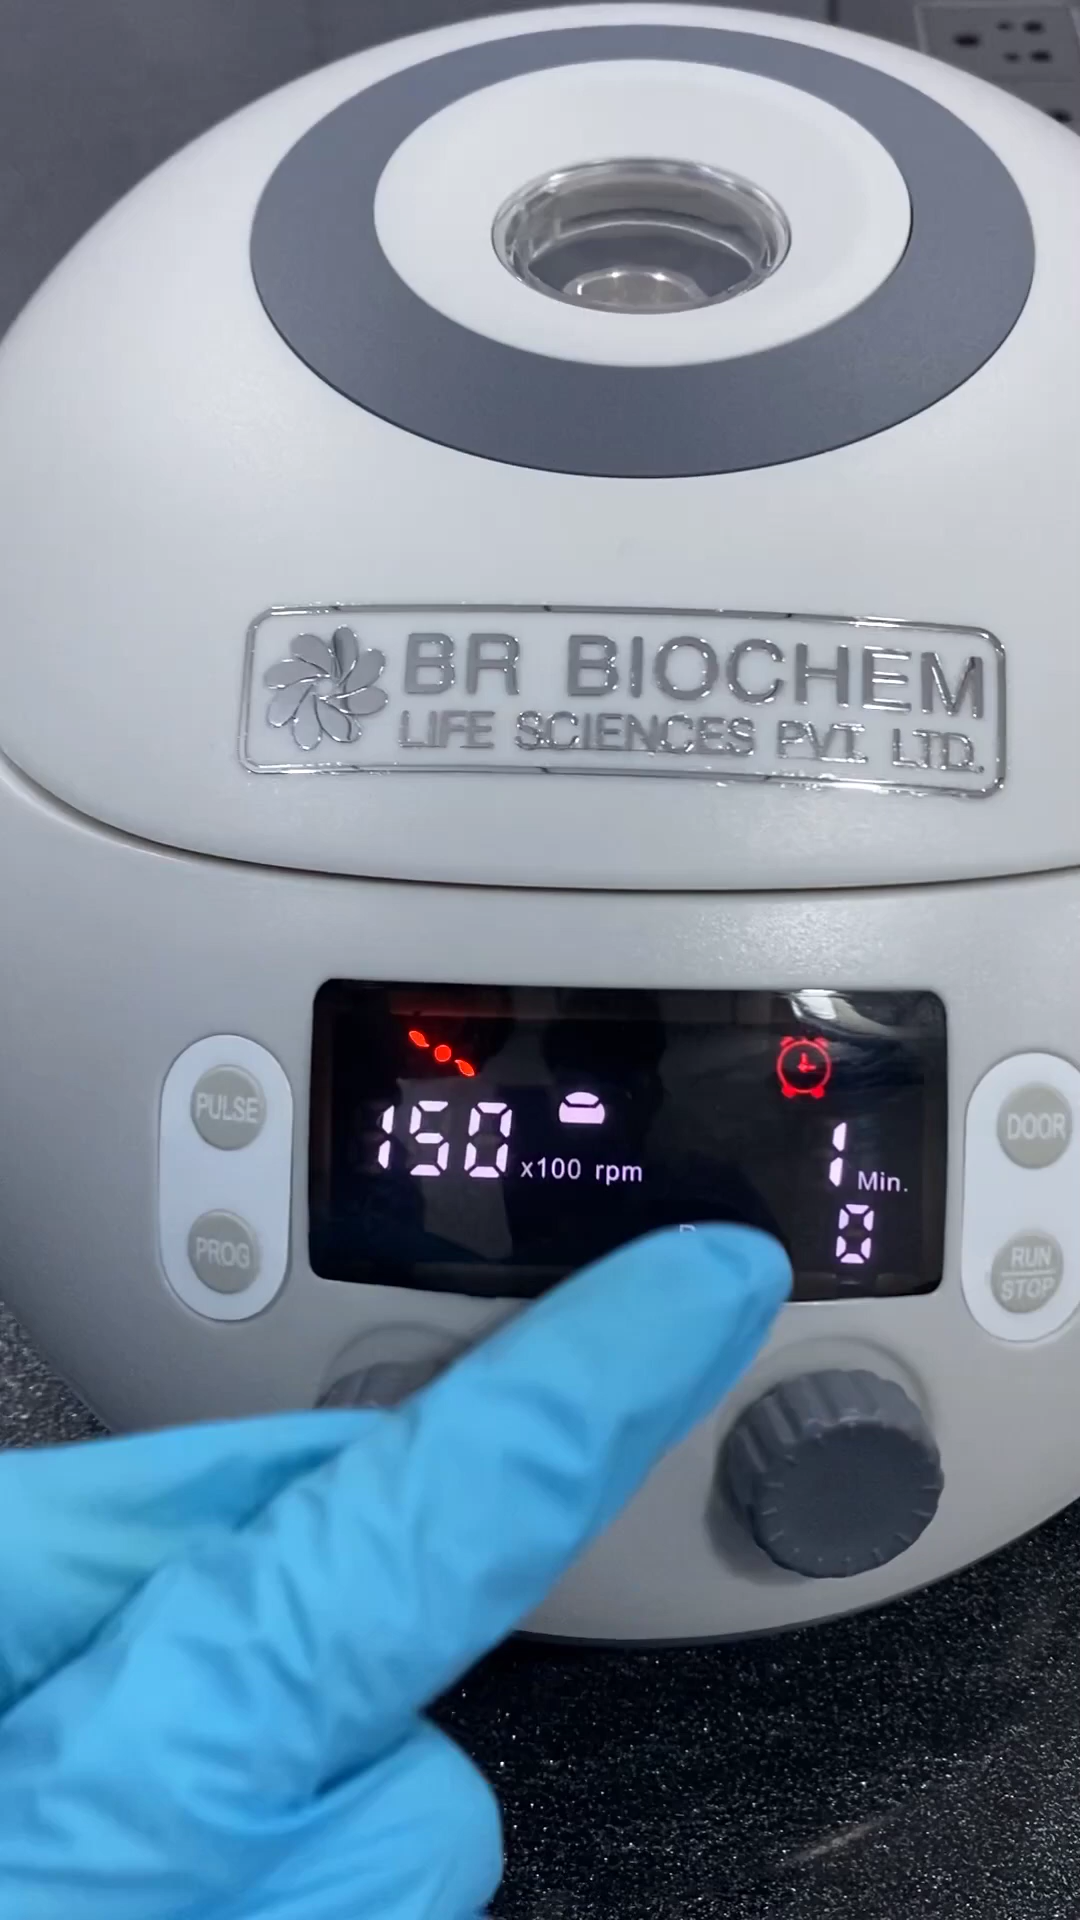 BR BIOCHEM
LIFE SCIENCES PVT. LTD.
PULSE
DOOR
150 x100 rpm
1 Min.
PROG
0
RUN
STOP